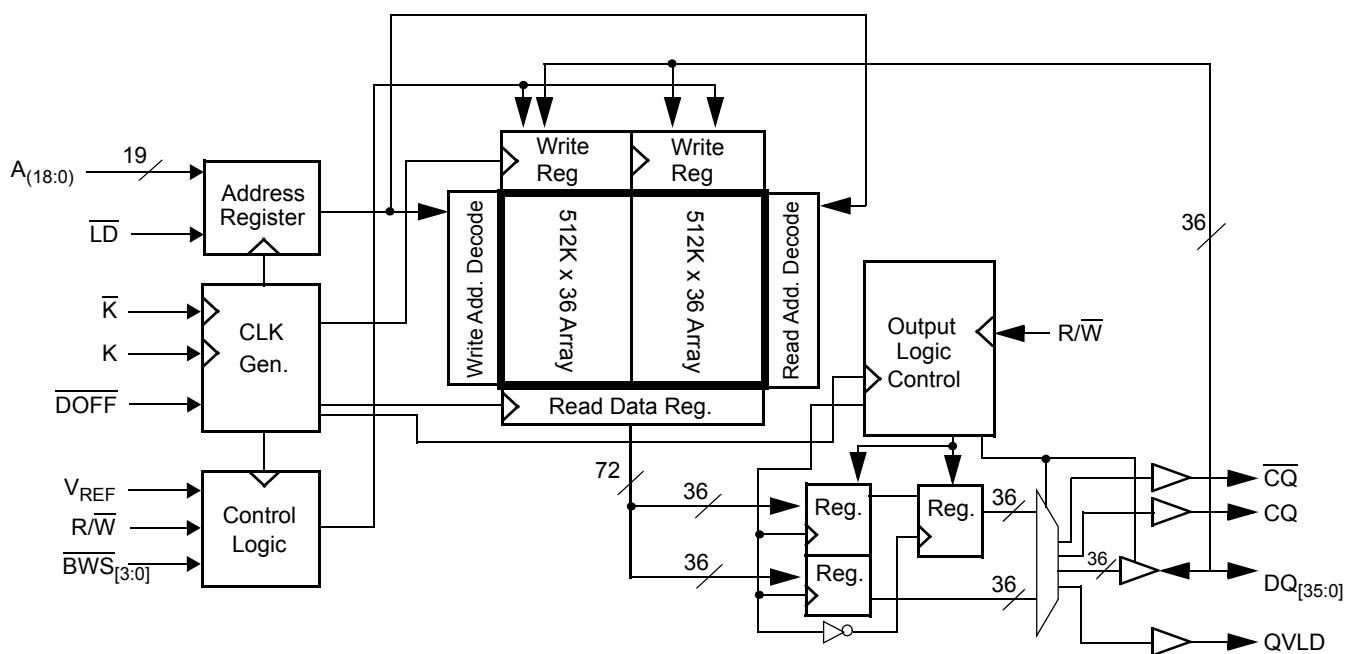 19
A(18:0)
LD
Address
Register
K
K
DOFF
CLK
Gen.
VREF
R/W
BWS[3:0]
Control
Logic
Write
Reg
Write
Reg
Write Add. Decode
512K x 36 Array
512K x 36 Array
Read Add. Decode
Read Data Reg.
36
Output
Logic
Control
R/W
72
36
36
Reg.
Reg.
Reg.
36
36
36
CQ
CQ
DQ[35:0]
QVLD